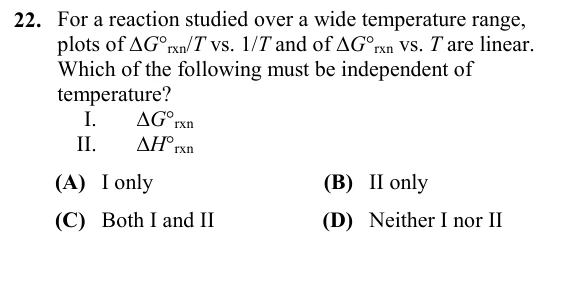 22. For a reaction studied over a wide temperature range,
plots of ΔG°rxn/T vs. 1/T and of ΔG°rxn vs. T are linear.
Which of the following must be independent of
temperature?
I. ΔG°rxn
II. ΔH°rxn
(A) I only (B) II only
(C) Both I and II (D) Neither I nor II